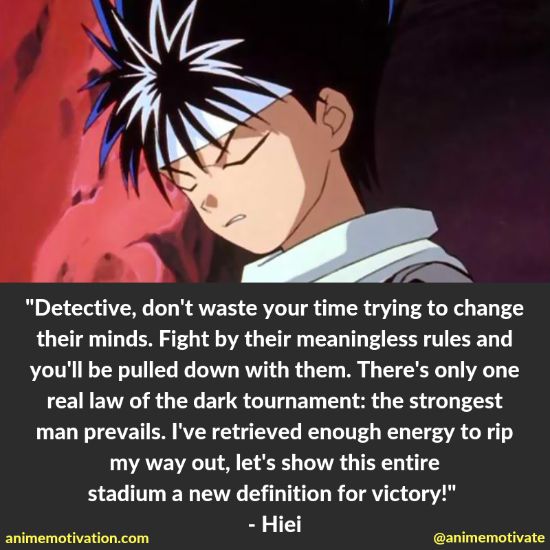 "Detective, don't waste your time trying to change
their minds. Fight by their meaningless rules and
you'll be pulled down with them. There's only one
real law of the dark tournament: the strongest
man prevails. I've retrieved enough energy to rip
my way out, let's show this entire
stadium a new definition for victory!"
- Hiei
animemotivation.com
@animemotivate